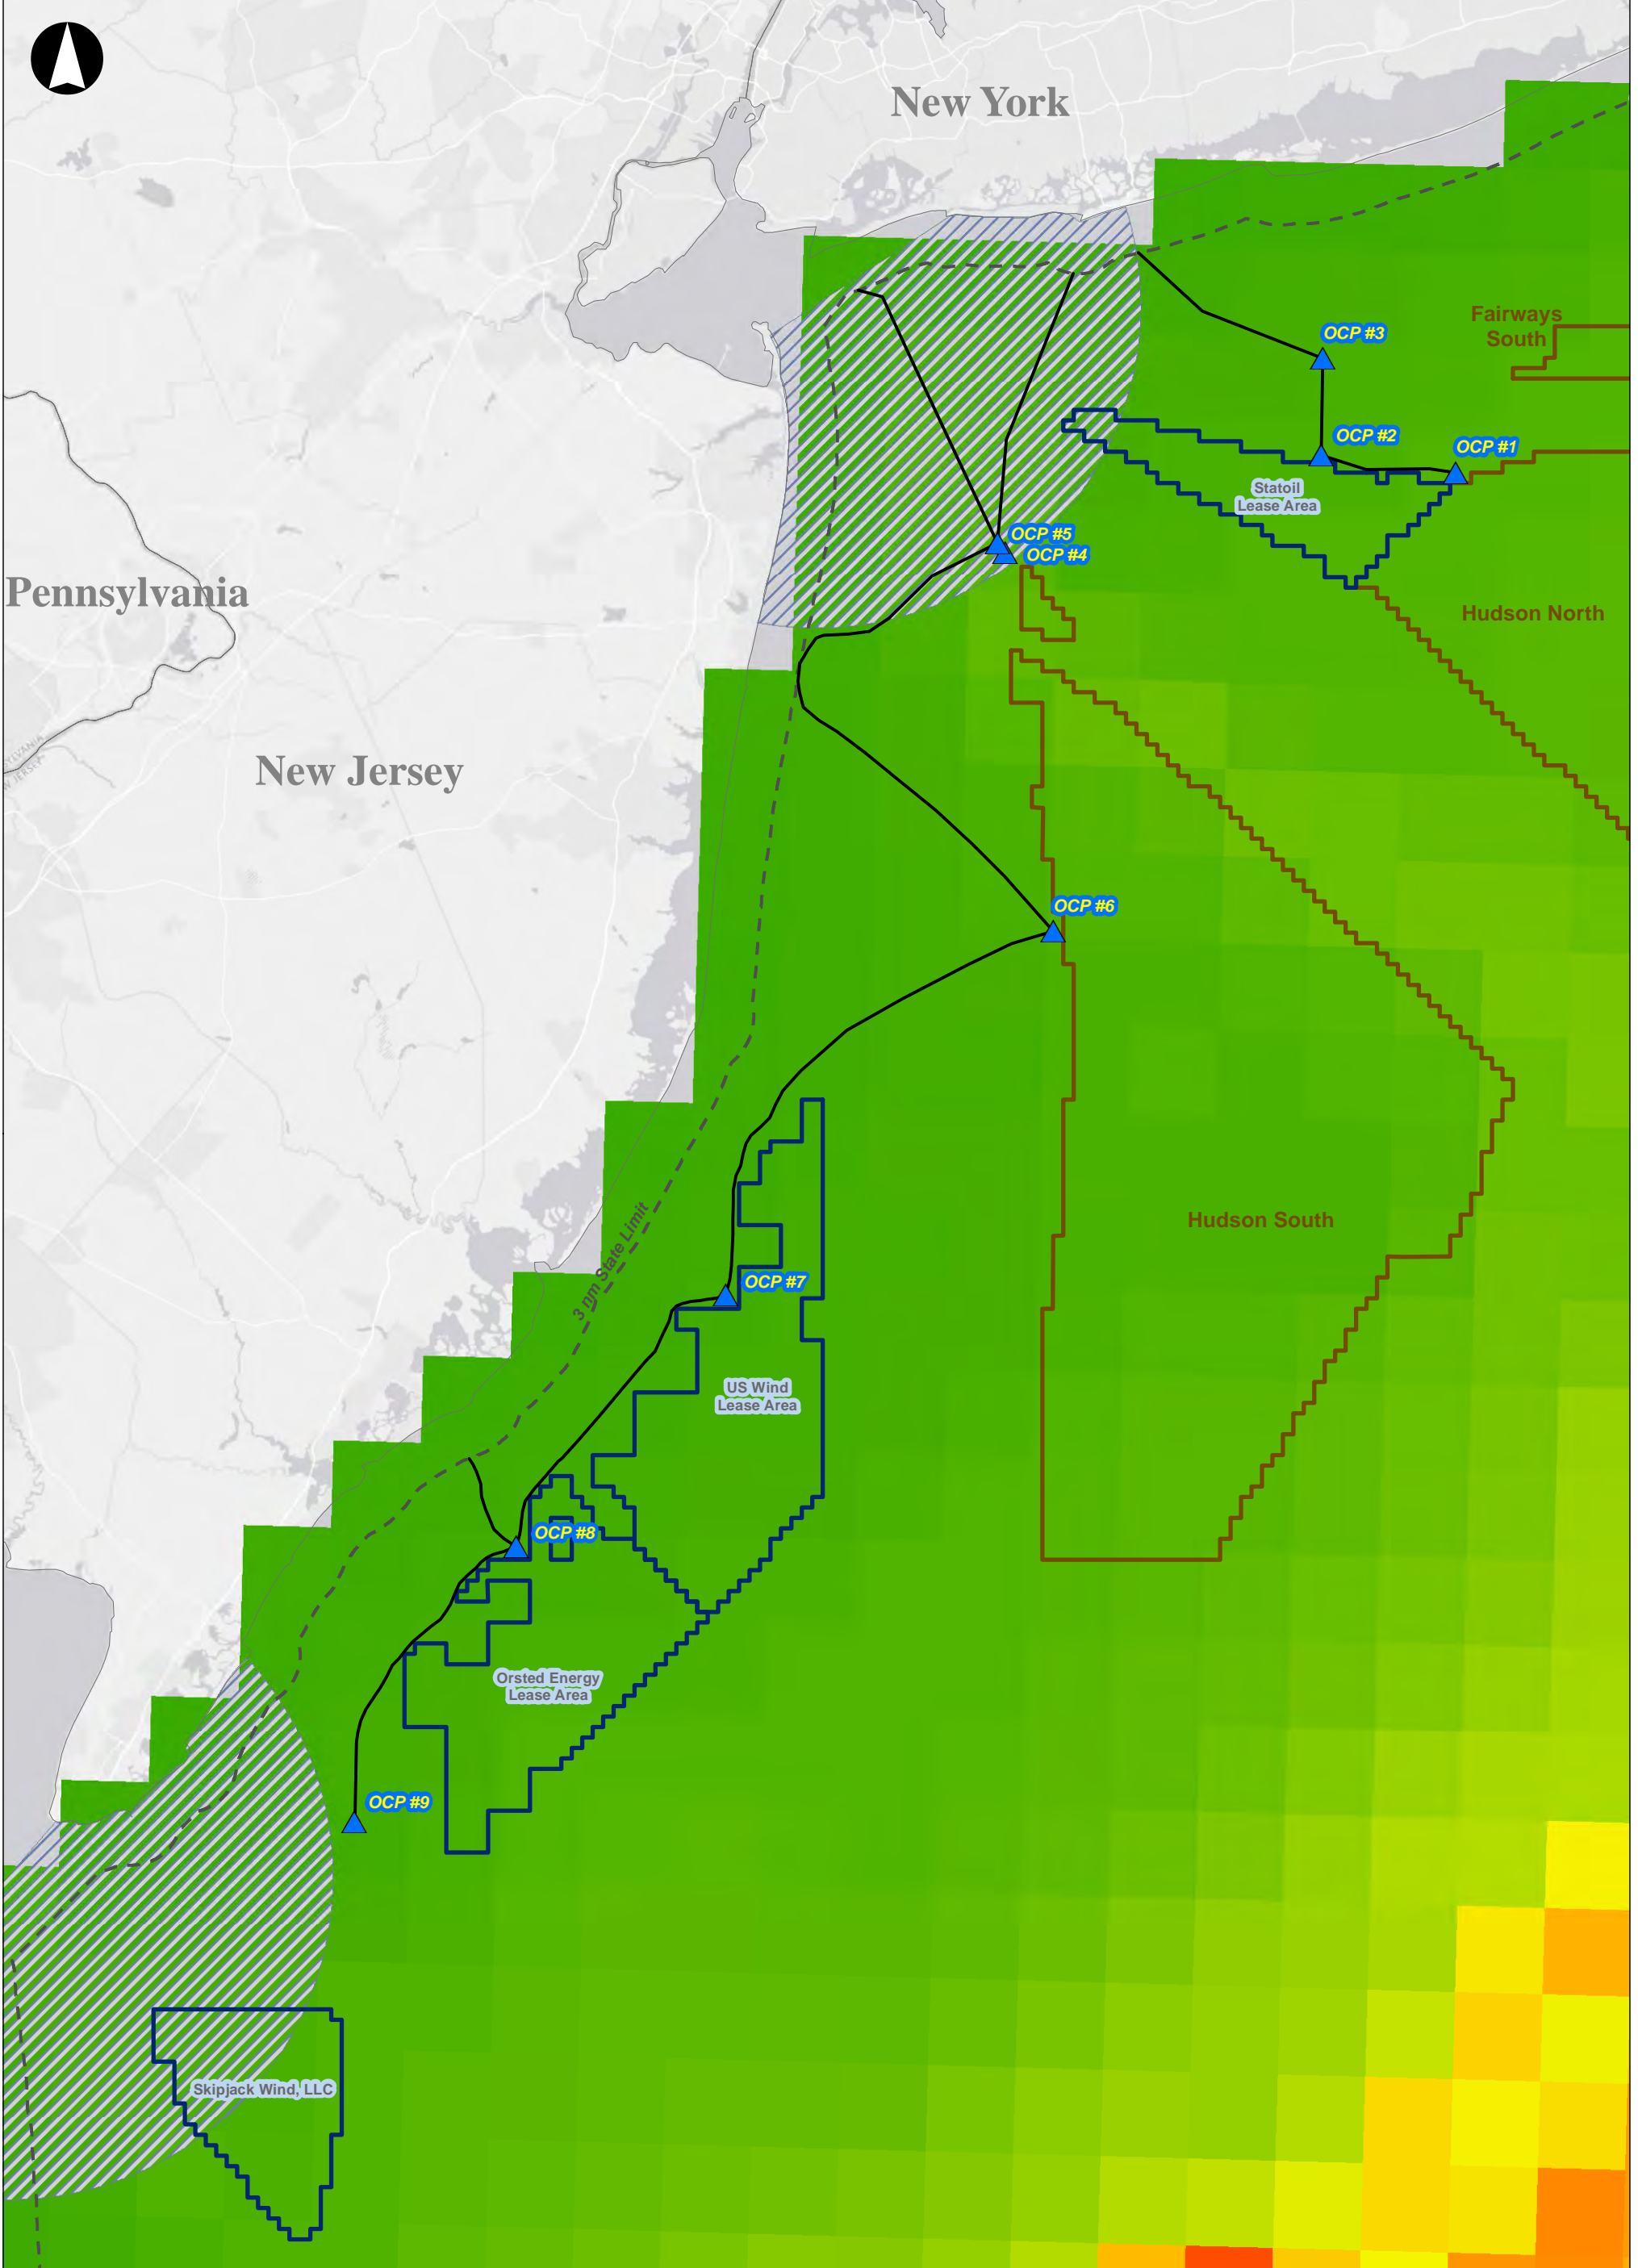 New York
Fairways
South
OCP #3
OCP #2
OCP #1
Statoil
Lease Area
OCP #5
OCP #4
Pennsylvania
Hudson North
New Jersey
OCP #6
Hudson South
3 nm State Limit
OCP #7
US Wind
Lease Area
OCP #8
Orsted Energy
Lease Area
OCP #9
Skipjack Wind, LLC